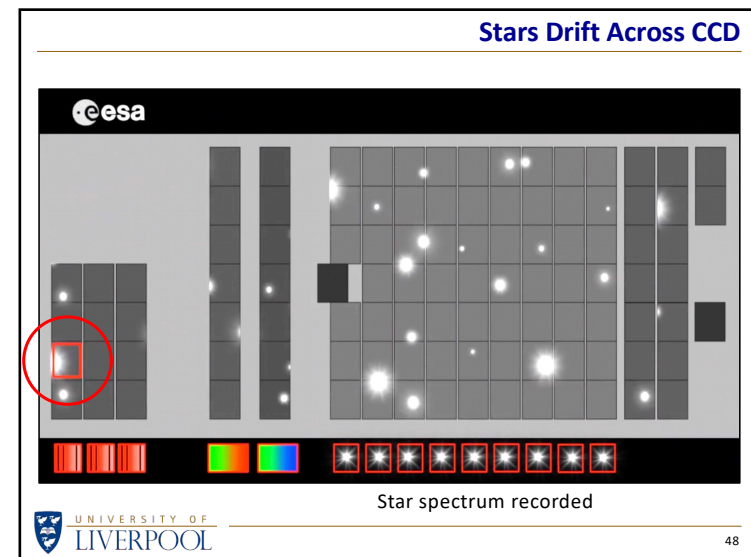 Stars Drift Across CCD
esa
Star spectrum recorded
UNIVERSITY OF
LIVERPOOL
48